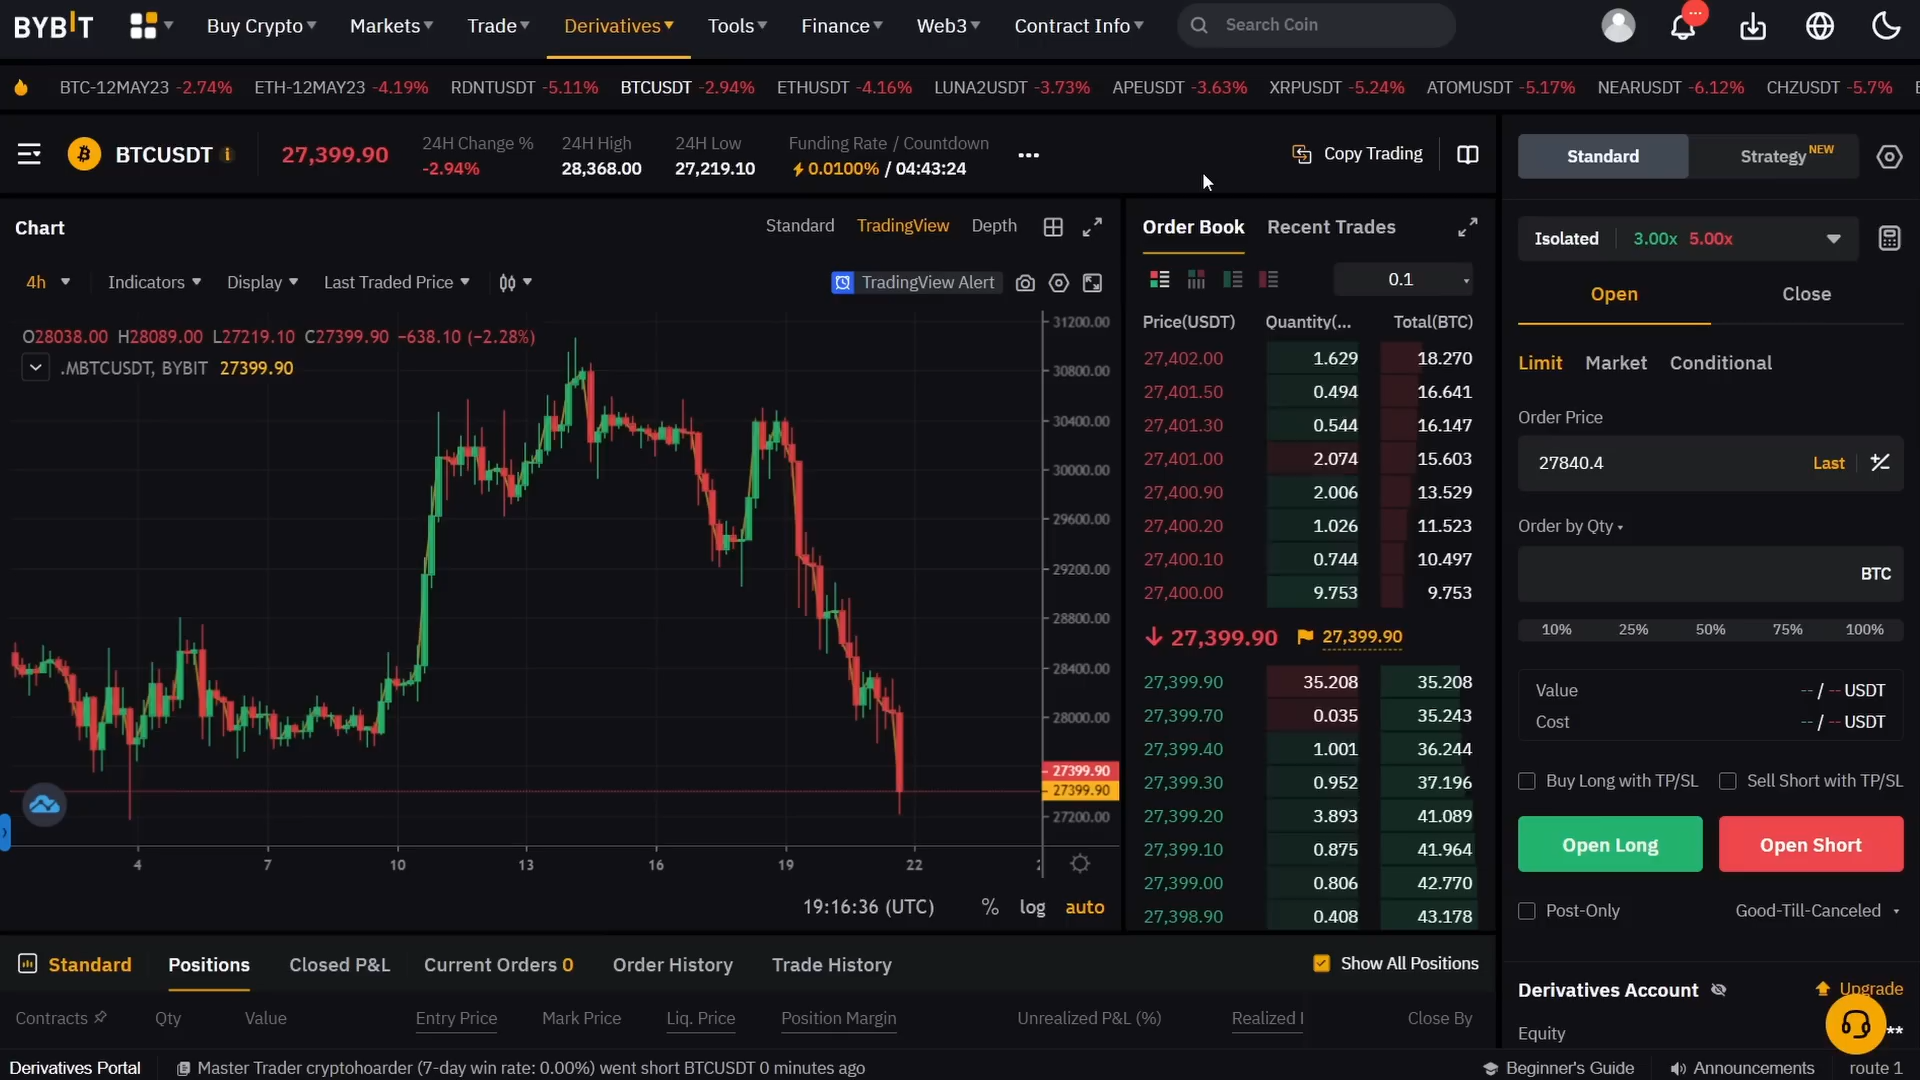 BYBIT Buy Crypto Markets Trade Derivatives Tools Finance Web3 Contract Info Search Coin
BTC-12MAY23 -2.74% ETH-12MAY23 -4.19% RDNTUSDT -5.11% BTCUSDT -2.94% ETHUSDT -4.16% LUNA2USDT -3.73% APEUSDT -3.63% XRPUSDT -5.24% ATOMUSDT -5.17% NEARUSDT -6.12% CHZUSDT -5.7%
BTCUSDT 27,399.90
24H Change % 24H High 24H Low Funding Rate / Countdown
-2.94% 28,368.00 27,219.10 0.0100% / 04:43:24
Copy Trading
Chart
Standard TradingView Depth
4h Indicators Display Last Traded Price TradingView Alert
O28038.00 H28089.00 L27219.10 C27399.90 −638.10 (−2.28%)
.MBTCUSDT, BYBIT 27399.90
31200.00
30800.00
30400.00
30000.00
29600.00
29200.00
28800.00
28400.00
28000.00
27399.90
27399.90
27200.00
4 7 10 13 16 19 22
19:16:36 (UTC) % log auto
Order Book Recent Trades
0.1
Price(USDT) Quantity(... Total(BTC)
27,402.00 1.629 18.270
27,401.50 0.494 16.641
27,401.30 0.544 16.147
27,401.00 2.074 15.603
27,400.90 2.006 13.529
27,400.20 1.026 11.523
27,400.10 0.744 10.497
27,400.00 9.753 9.753
27,399.90 27,399.90
27,399.90 35.208 35.208
27,399.70 0.035 35.243
27,399.40 1.001 36.244
27,399.30 0.952 37.196
27,399.20 3.893 41.089
27,399.10 0.875 41.964
27,399.00 0.806 42.770
27,398.90 0.408 43.178
Standard Strategy NEW
Isolated 3.00x 5.00x
Open Close
Limit Market Conditional
Order Price
27840.4 Last
Order by Qty
BTC
10% 25% 50% 75% 100%
Value -- / -- USDT
Cost -- / -- USDT
Buy Long with TP/SL Sell Short with TP/SL
Open Long Open Short
Post-Only Good-Till-Canceled
Derivatives Account Upgrade
Equity **
Standard Positions Closed P&L Current Orders 0 Order History Trade History Show All Positions
Contracts Qty Value Entry Price Mark Price Liq. Price Position Margin Unrealized P&L (%) Realized Close By
Derivatives Portal Master Trader cryptohoarder (7-day win rate: 0.00%) went short BTCUSDT 0 minutes ago Beginner's Guide Announcements route 1